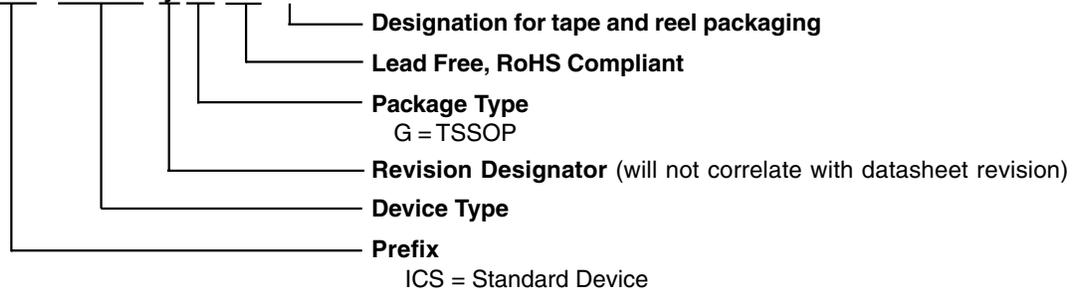 Designation for tape and reel packaging
Lead Free, RoHS Compliant
Package Type
G = TSSOP
Revision Designator (will not correlate with datasheet revision)
Device Type
Prefix
ICS = Standard Device